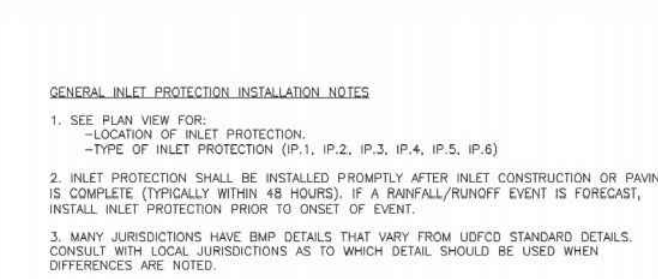 GENERAL INLET PROTECTION INSTALLATION NOTES
1. SEE PLAN VIEW FOR:
-LOCATION OF INLET PROTECTION.
-TYPE OF INLET PROTECTION (IP.1, IP.2, IP.3, IP.4, IP.5, IP.6)
2. INLET PROTECTION SHALL BE INSTALLED PROMPTLY AFTER INLET CONSTRUCTION OR PAVIN
IS COMPLETE (TYPICALLY WITHIN 48 HOURS). IF A RAINFALL/RUNOFF EVENT IS FORECAST,
INSTALL INLET PROTECTION PRIOR TO ONSET OF EVENT.
3. MANY JURISDICTIONS HAVE BMP DETAILS THAT VARY FROM UDFCD STANDARD DETAILS.
CONSULT WITH LOCAL JURISDICTIONS AS TO WHICH DETAIL SHOULD BE USED WHEN
DIFFERENCES ARE NOTED.